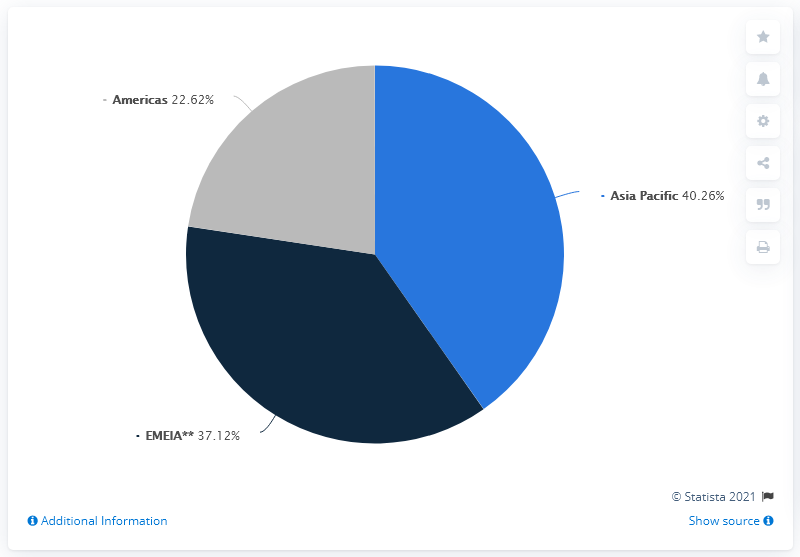 Americas 22.62%
Asia Pacific 40.26%
EMEIA** 37.12%
© Statista 2021
Additional Information
Show source